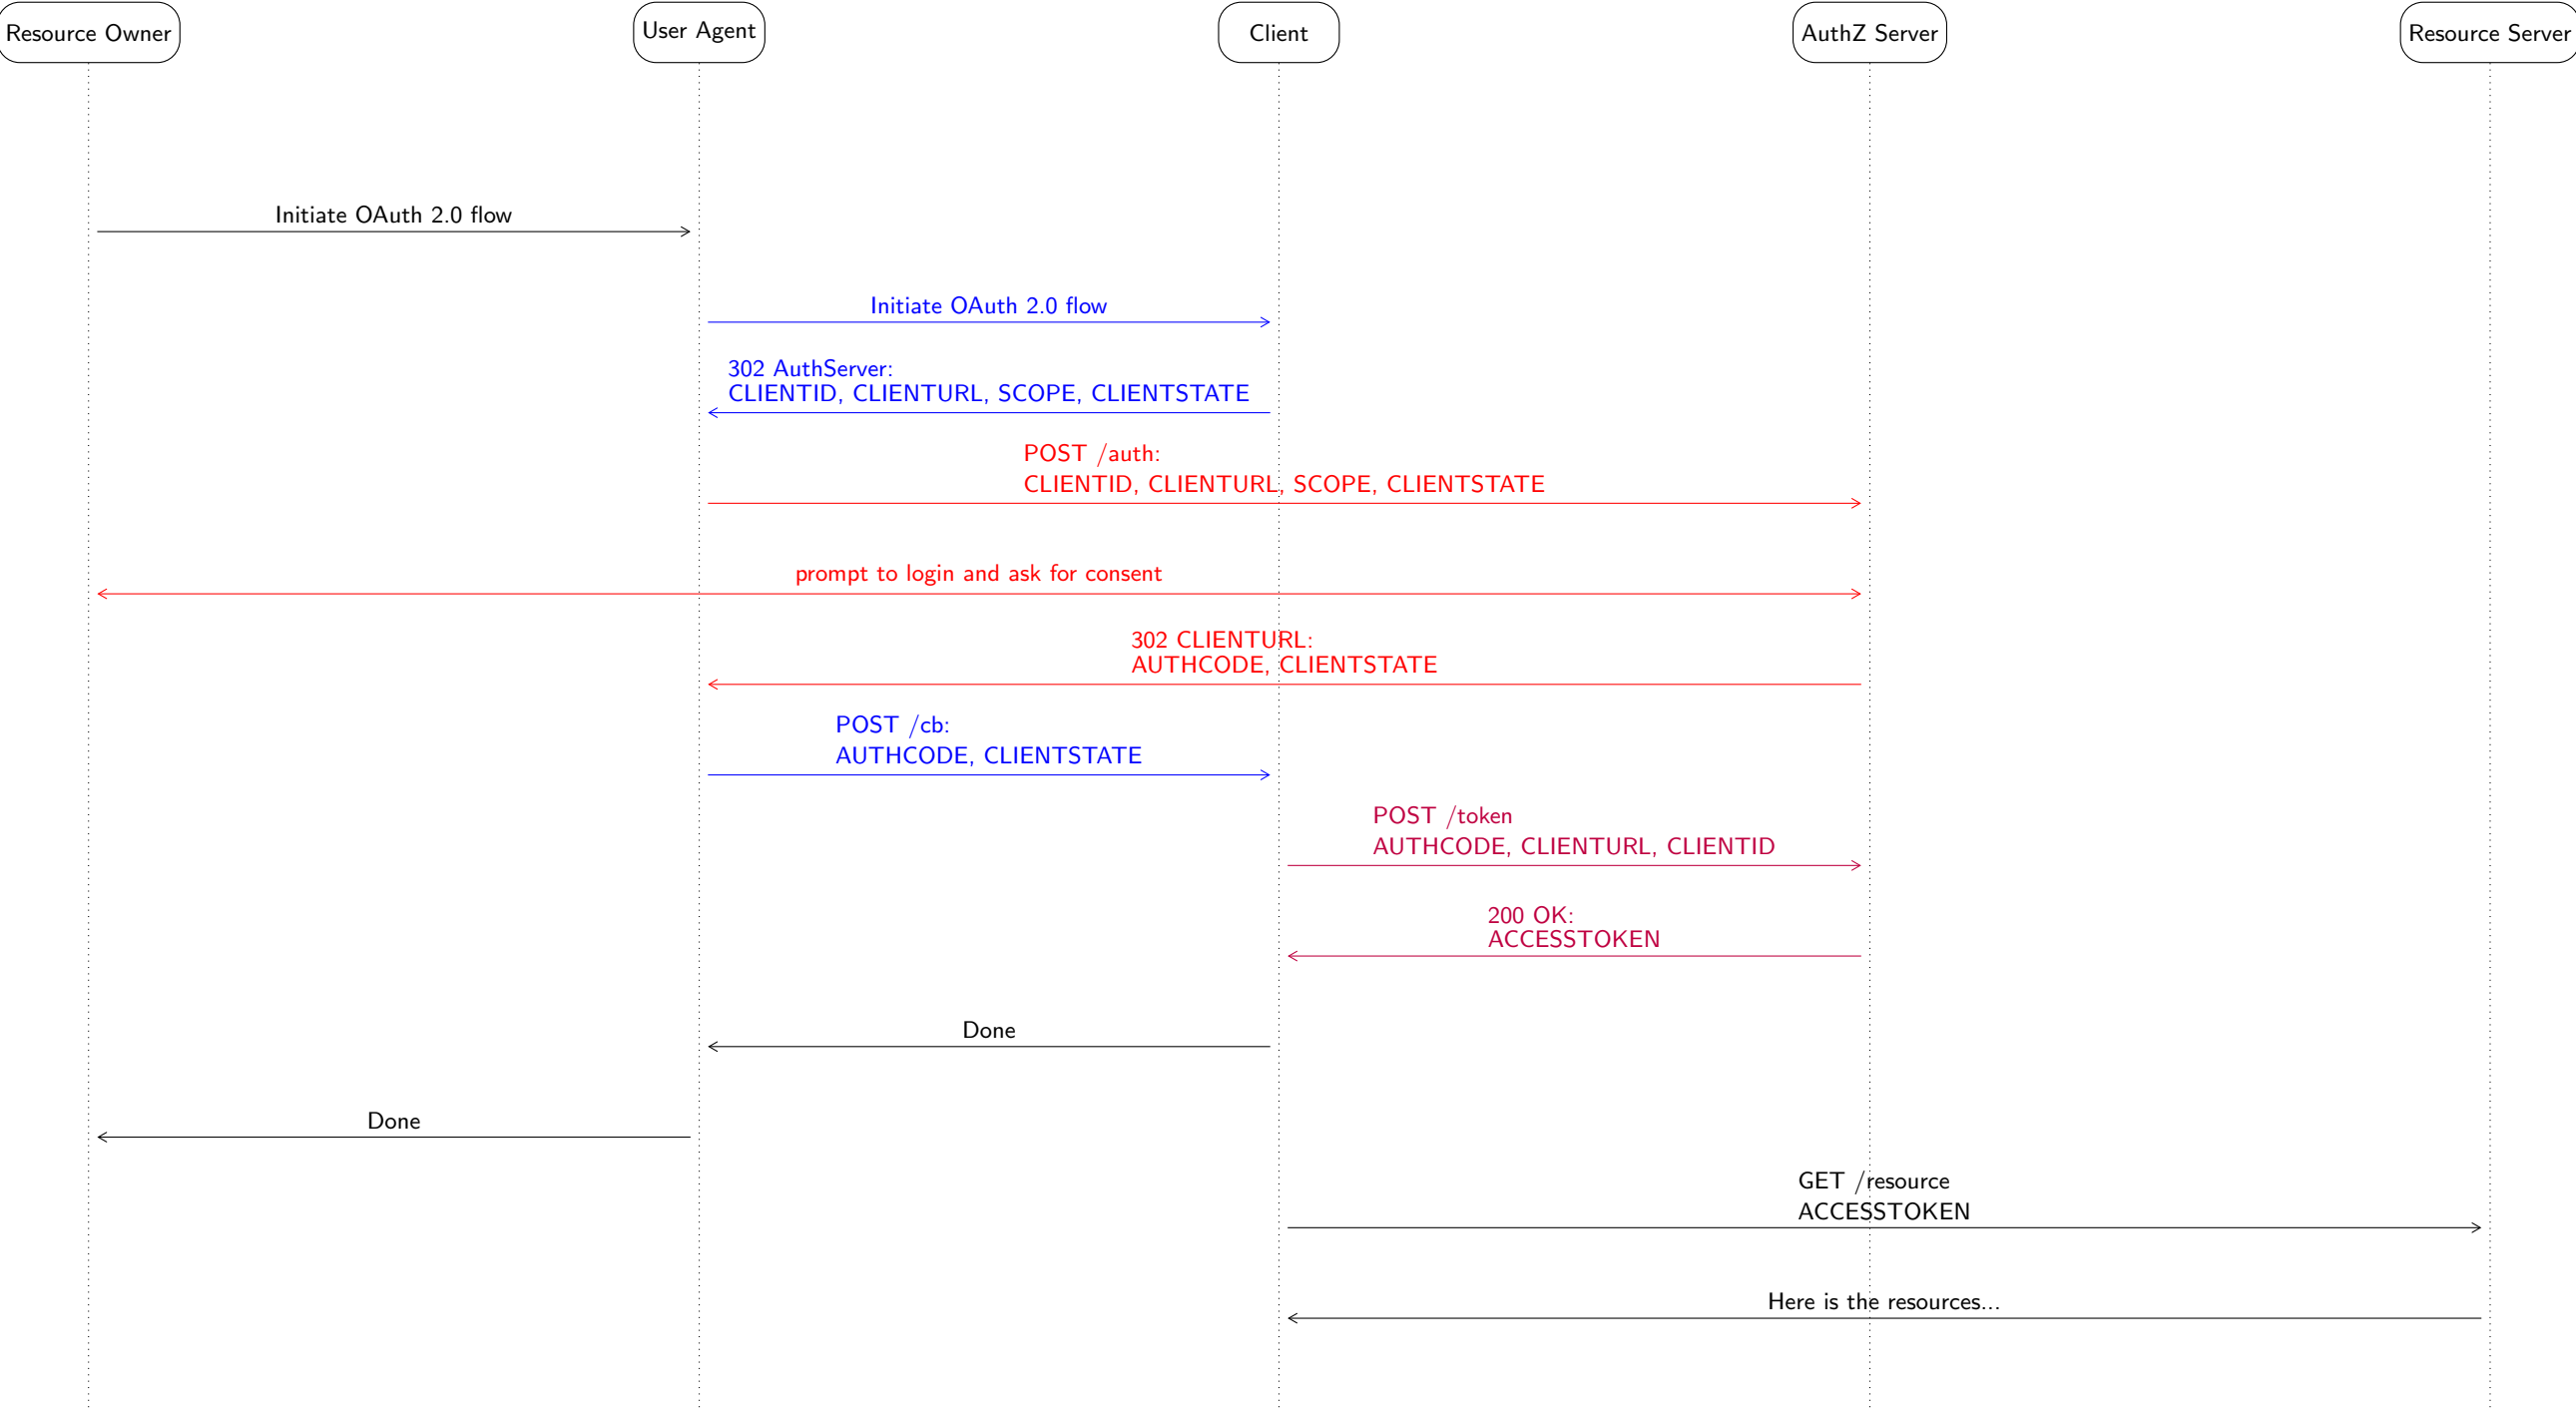 Resource Owner
User Agent
Client
AuthZ Server
Resource Server
Initiate OAuth 2.0 flow
Initiate OAuth 2.0 flow
302 AuthServer:
CLIENTID, CLIENTURL, SCOPE, CLIENTSTATE
POST /auth:
CLIENTID, CLIENTURL, SCOPE, CLIENTSTATE
prompt to login and ask for consent
302 CLIENTURL:
AUTHCODE, CLIENTSTATE
POST /cb:
AUTHCODE, CLIENTSTATE
POST /token
AUTHCODE, CLIENTURL, CLIENTID
200 OK:
ACCESSTOKEN
Done
Done
GET /resource
ACCESSTOKEN
Here is the resources...